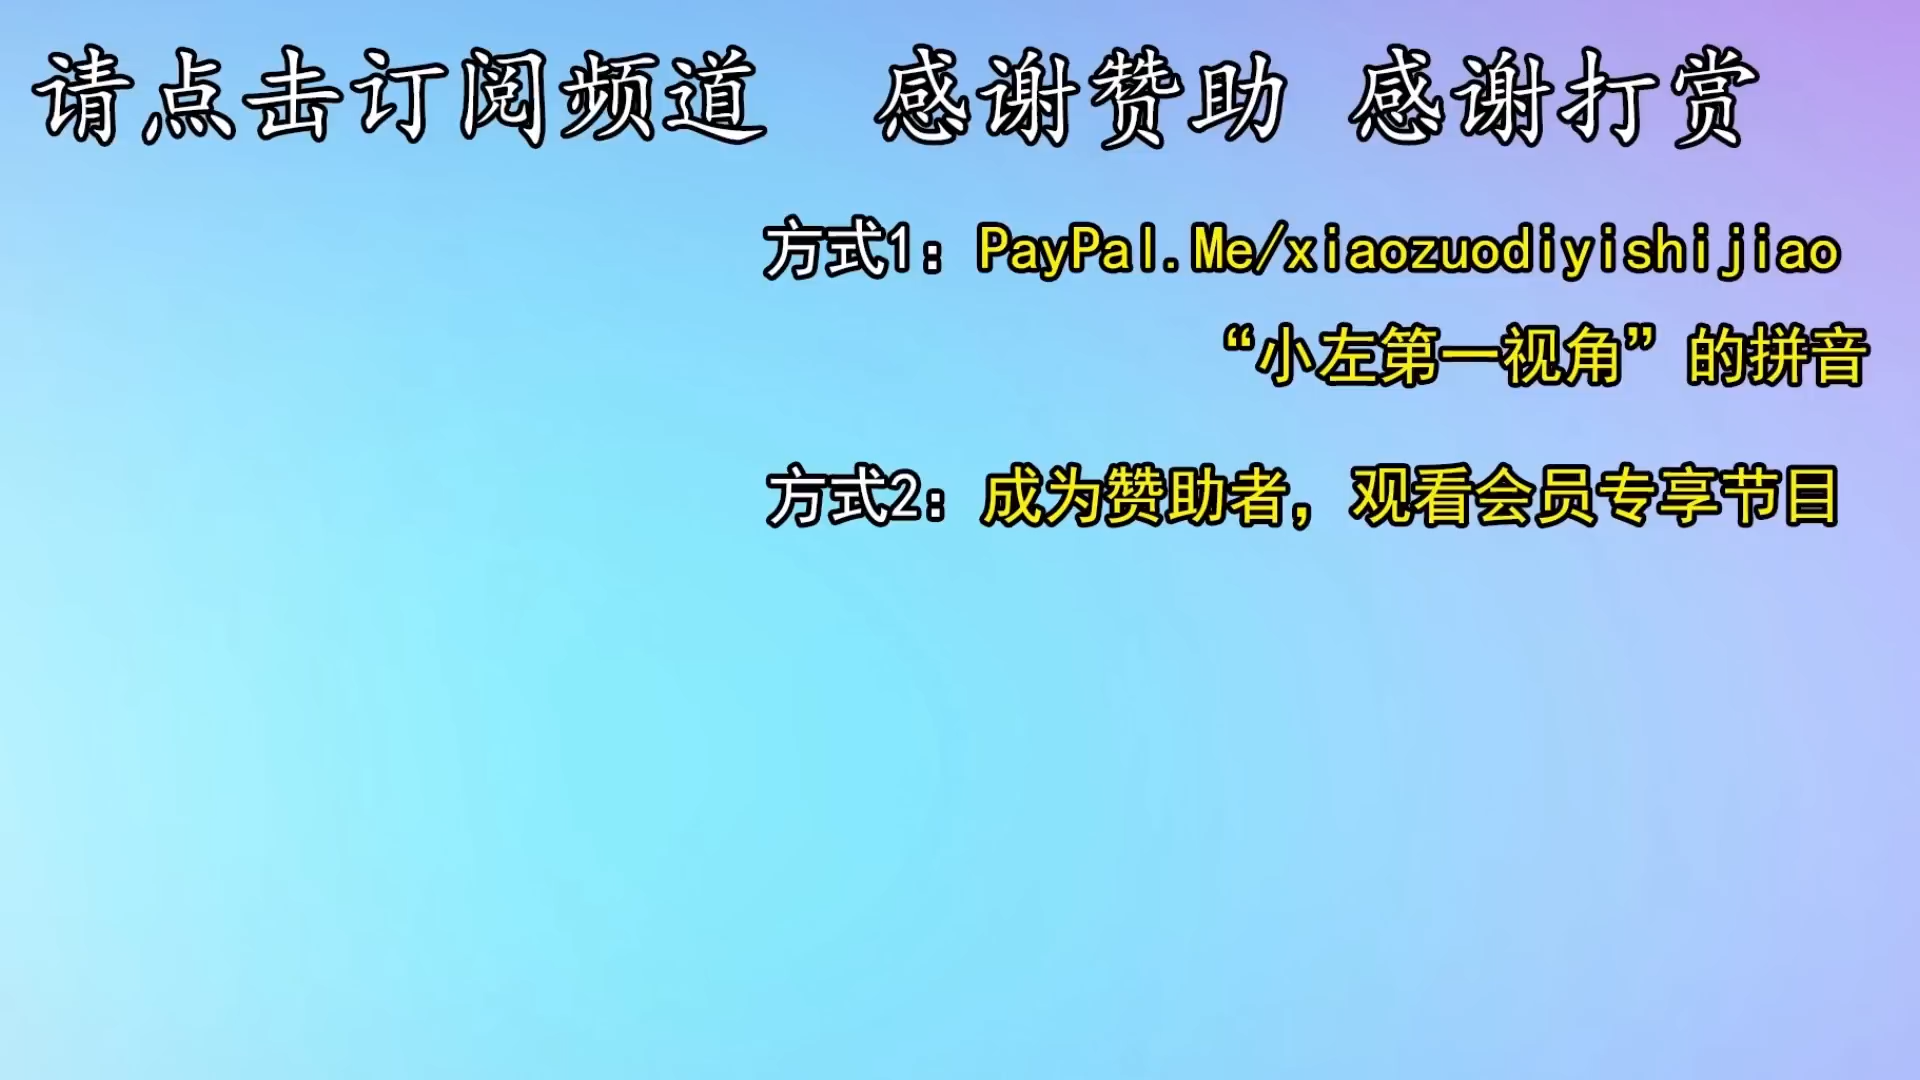 请点击订阅频道 感谢赞助 感谢打赏
方式1：PayPal.Me/xiaozuodiyishijiao
“小左第一视角”的拼音
方式2：成为赞助者，观看会员专享节目